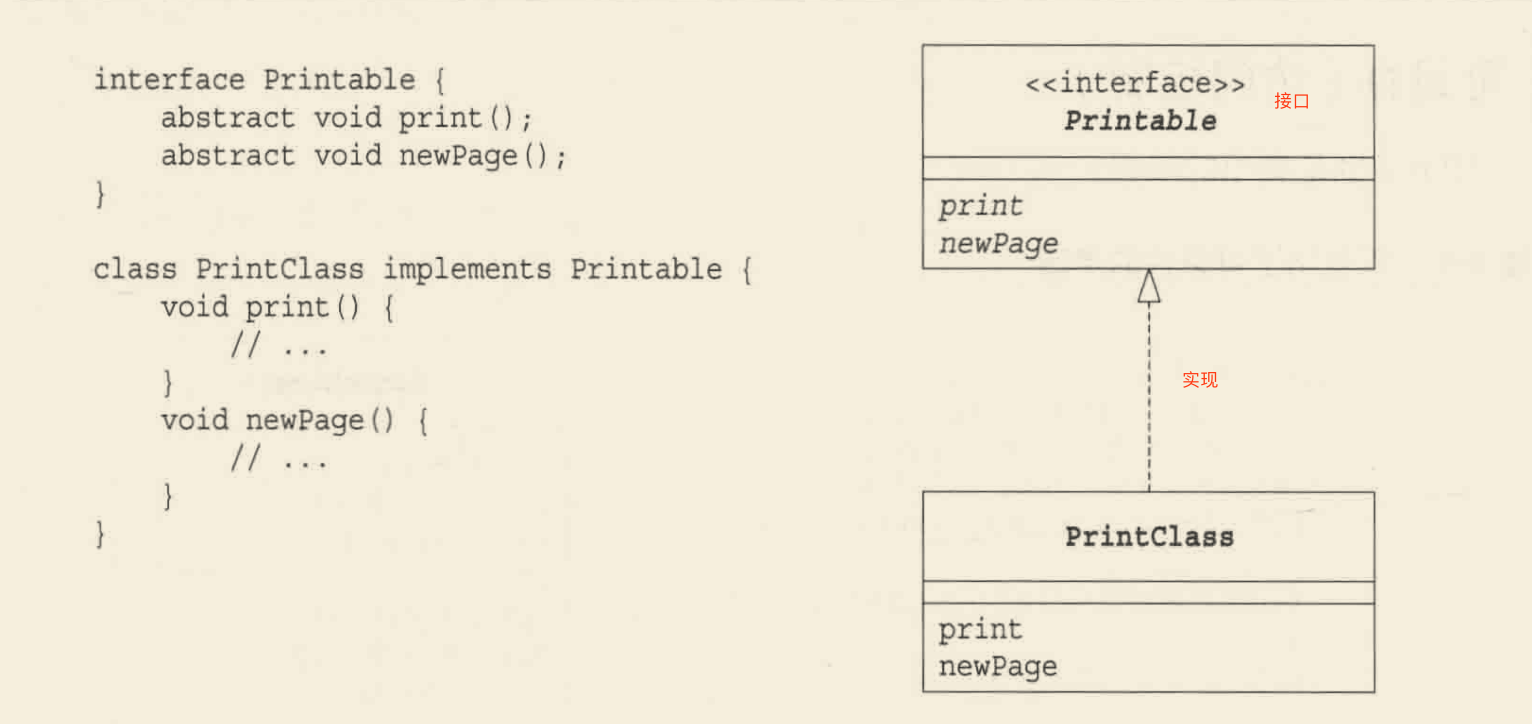 interface Printable {
    abstract void print();
    abstract void newPage();
}
class PrintClass implements Printable {
    void print() {
        // ...
    }
    void newPage() {
        // ...
    }
}
<<interface>>
Printable
接口
print
newPage
实现
PrintClass
print
newPage